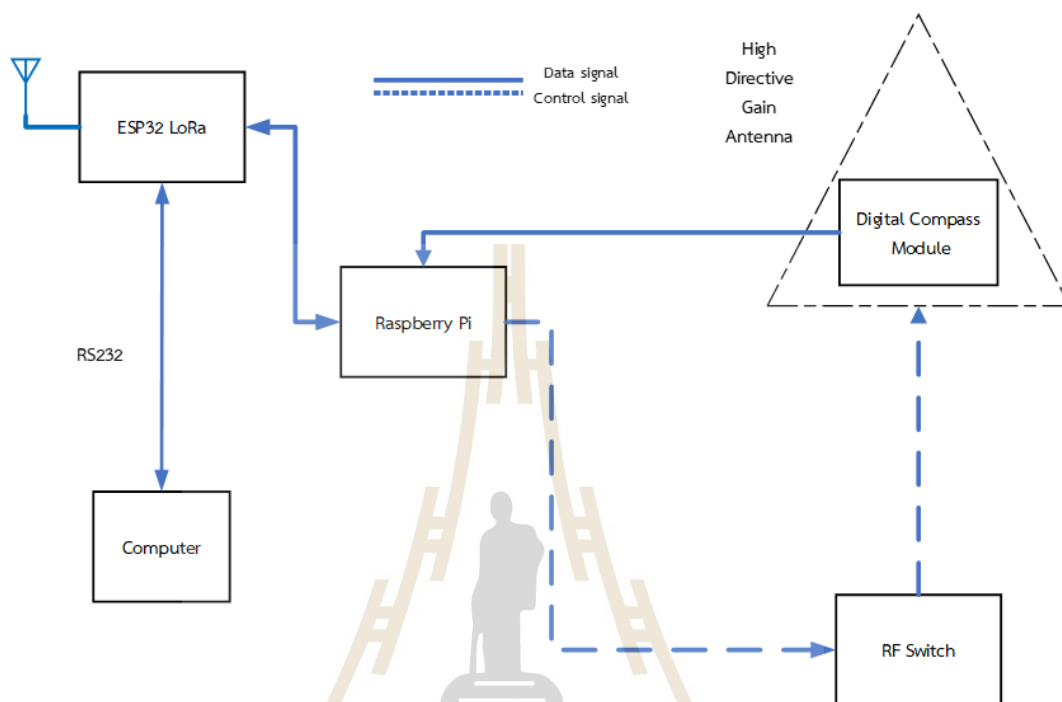 ESP32 LoRa
Data signal
Control signal
High
Directive
Gain
Antenna
Digital Compass
Module
Raspberry Pi
RS232
Computer
RF Switch